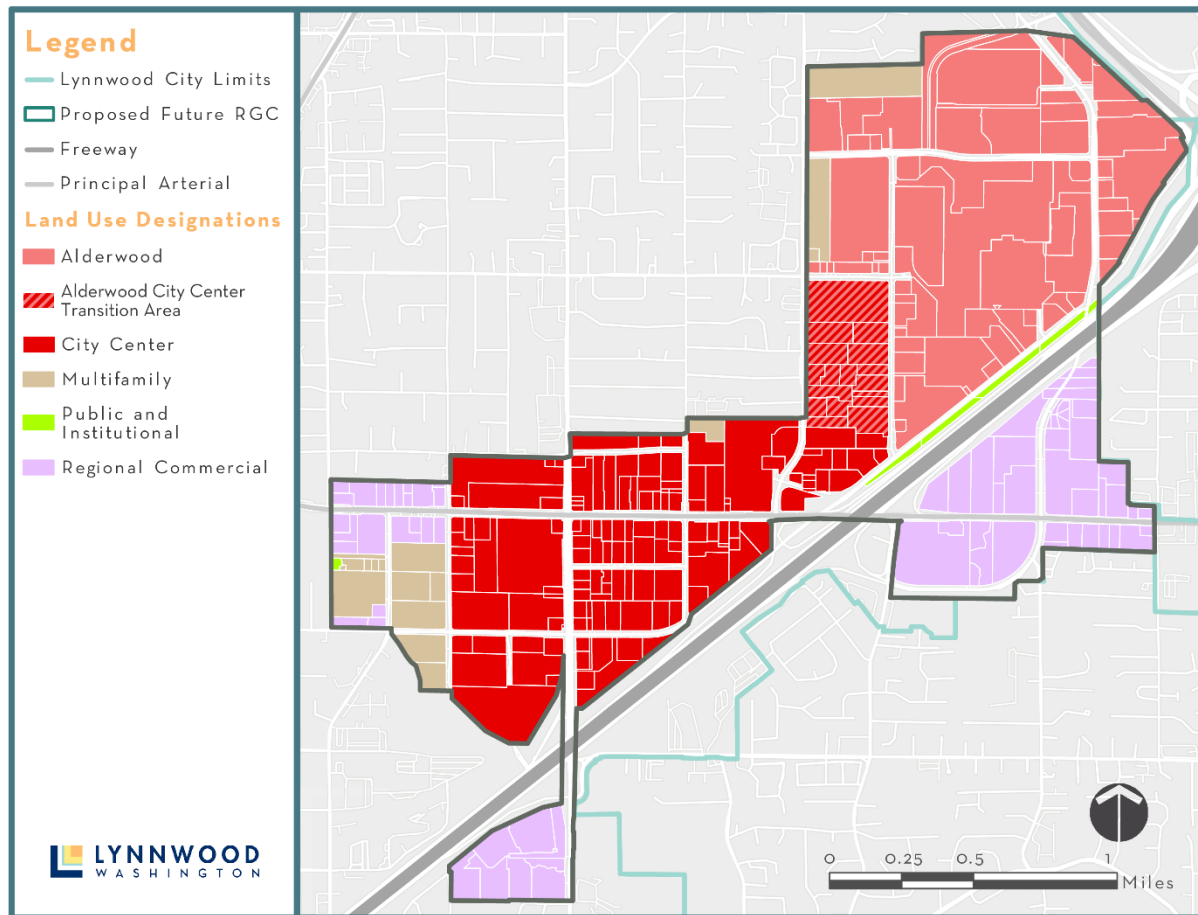 Legend
Lynnwood City Limits
Proposed Future RGC
Freeway
Principal Arterial
Land Use Designations
Alderwood
Alderwood City Center
Transition Area
City Center
Multifamily
Public and
Institutional
Regional Commercial
LYNNWOOD
WASHINGTON
0 0.25 0.5 1
Miles